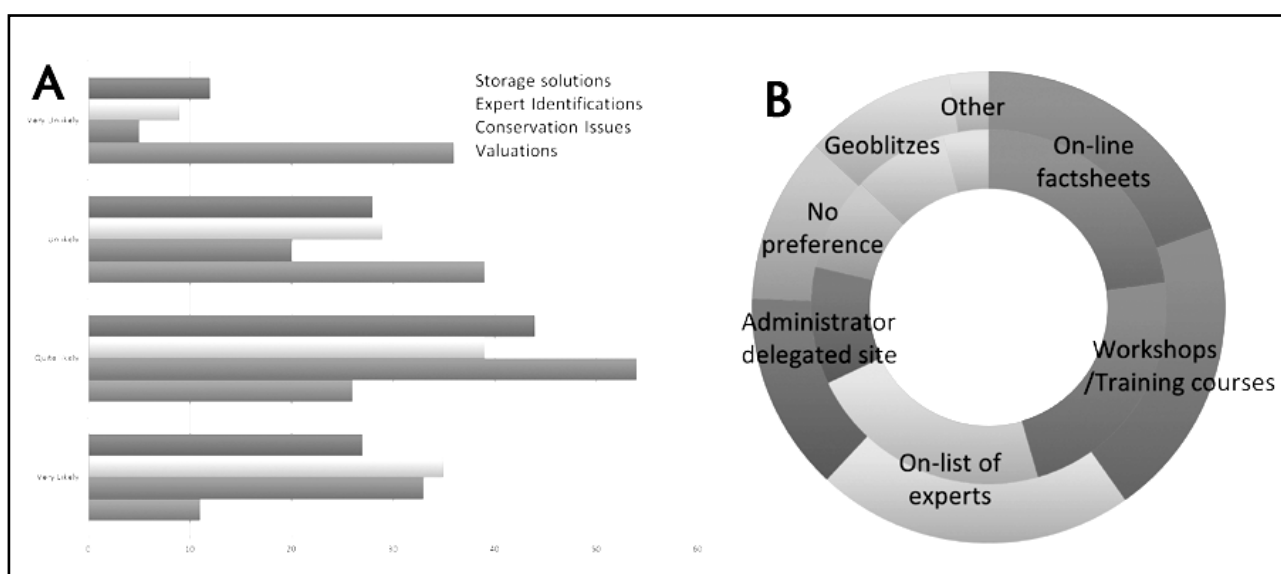 A
Storage solutions
Expert Identifications
Conservation Issues
Valuations
Very Unlikely
Unlikely
Quite likely
Very Likely
0 10 20 30 40 50 60
B
Other
Geoblitzes
On-line
factsheets
No
preference
Administrator
delegated site
Workshops
/Training courses
On-list of
experts